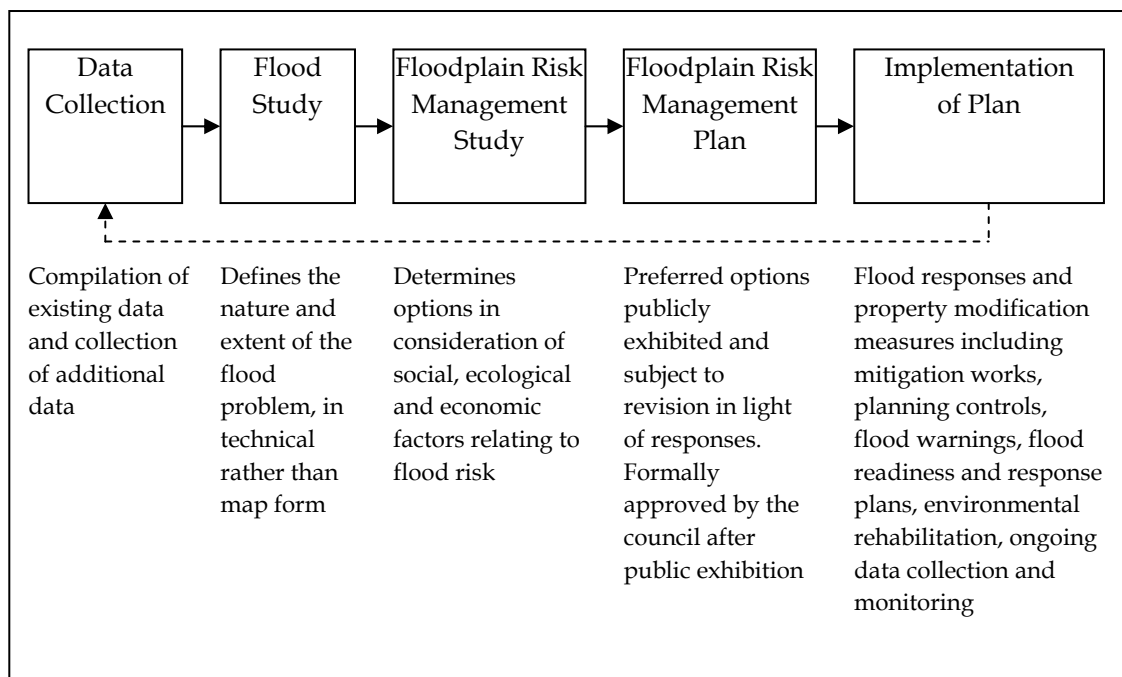 Data
Collection
Flood
Study
Floodplain Risk
Management
Study
Floodplain Risk
Management
Plan
Implementation
of Plan
Compilation of
existing data
and collection
of additional
data
Defines the
nature and
extent of the
flood
problem, in
technical
rather than
map form
Determines
options in
consideration of
social, ecological
and economic
factors relating to
flood risk
Preferred options
publicly
exhibited and
subject to
revision in light
of responses.
Formally
approved by the
council after
public exhibition
Flood responses and
property modification
measures including
mitigation works,
planning controls,
flood warnings, flood
readiness and response
plans, environmental
rehabilitation, ongoing
data collection and
monitoring